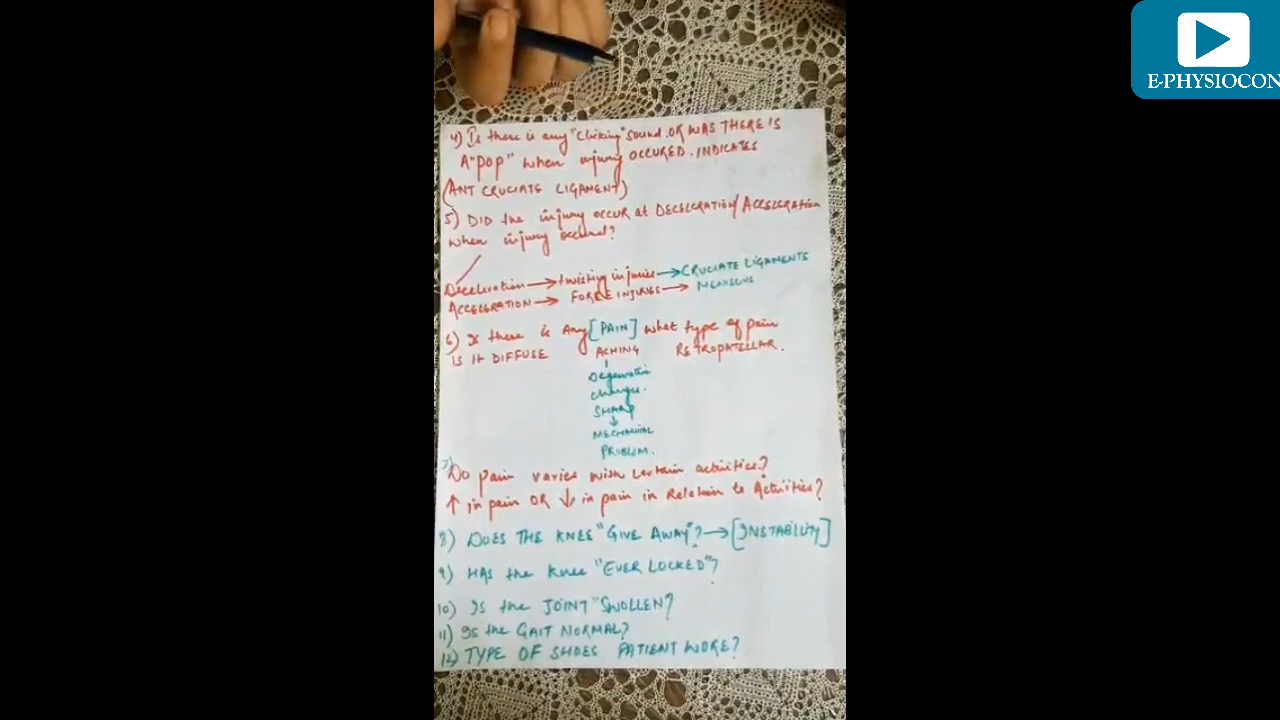 E-PHYSIOCON
4) Is there is any "Clicking" sound. OR WAS THERE IS
A "POP" when injury OCCURED. INDICATES
(ANT CRUCIATE LIGAMENT)
5) DID the injury OCCUR at DECELERATION/ACCELERATION
when injury occured?
Deceleration → twisting injuries → CRUCIATE LIGAMENTS
ACCELERATION → FORCE INJURIES → MENISCUS
6) Is there is Any [PAIN] what type of pain
IS It DIFFUSE ACHING RETROPATELLAR.
Degenerative
change.
SHARP
↓
MECHANICAL
PROBLEM.
7) Do pain varies with certain activities?
↑ in pain OR ↓ in pain in Relation to Activities?
8) DOES THE KNEE "GIVE AWAY"? → [INSTABILITY]
9) HAS the Knee "EVER LOCKED"?
10) Is the JOINT "SWOLLEN?
11) Is the GAIT NORMAL?
12) TYPE OF SHOES PATIENT WORE?